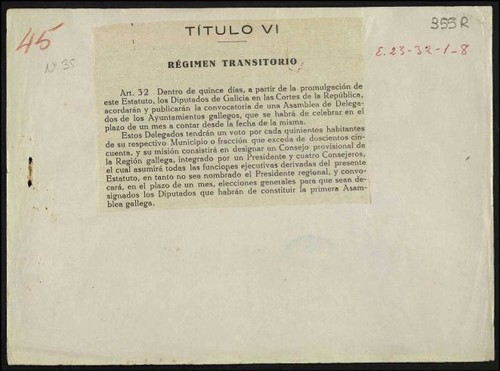 TÍTULO VI
353 R
45
Nº 35
E. 23-32-1-8
RÉGIMEN TRANSITORIO
Art. 32 Dentro de quince días, a partir de la promulgación de
este Estatuto, los Diputados de Galicia en las Cortes de la República,
acordarán y publicarán la convocatoria de una Asamblea de Delega-
dos de los Ayuntamientos gallegos, que se habrá de celebrar en el
plazo de un mes a contar desde la fecha de la misma.
Estos Delegados tendrán un voto por cada quinientes habitantes
de su respectivo Municipio o fracción que exceda de doscientos cin-
cuenta, y su misión consistirá en designar un Consejo provisional de
la Región gallega, integrado por un Presidente y cuatro Consejeros,
el cual asumirá todas las funciones ejecutivas derivadas del presente
Estatuto, en tanto no sea nombrado el Presidente regional, y convo-
cará, en el plazo de un mes, elecciones generales para que sean de-
signados los Diputados que habrán de constituir la primera Asam-
blea gallega.